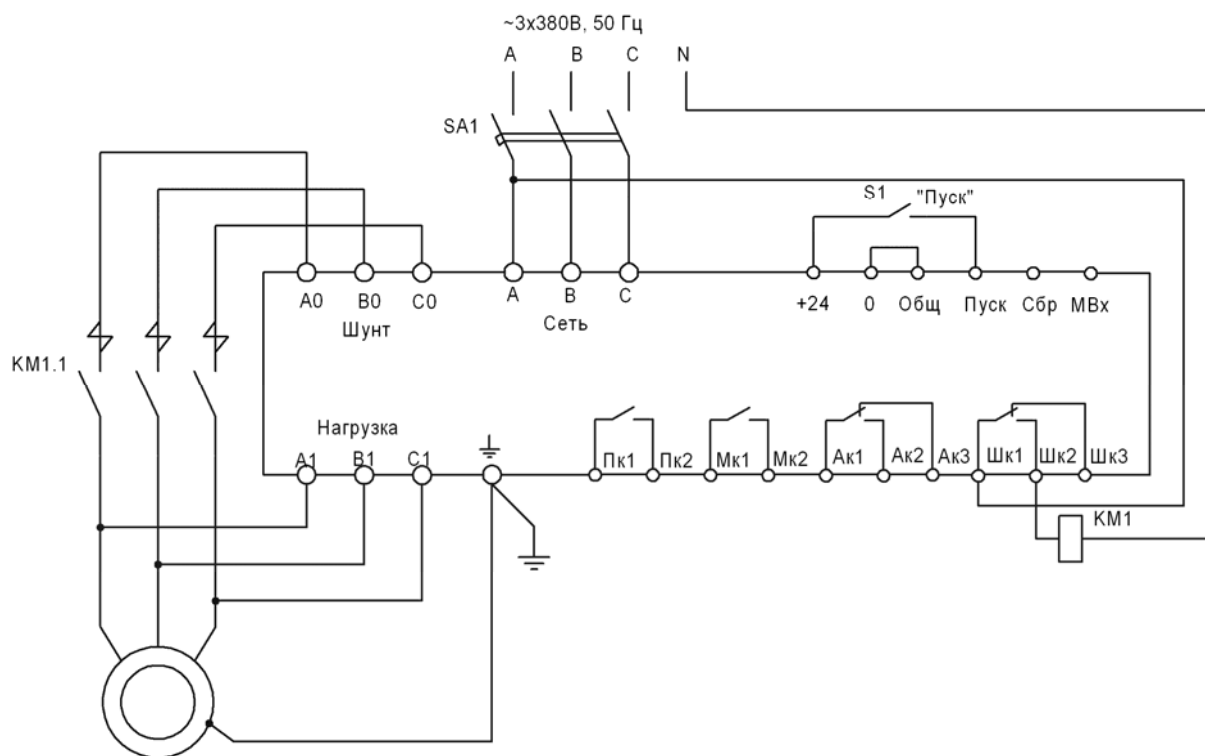 ~3x380В, 50 Гц
A B C N
SA1
S1 "Пуск"
A0 B0 C0 A B C +24 0 Общ Пуск Сбр МВх
Шунт Сеть
KM1.1
Нагрузка
A1 B1 C1 Пк1 Пк2 Мк1 Мк2 Ак1 Ак2 Ак3 Шк1 Шк2 Шк3
KM1